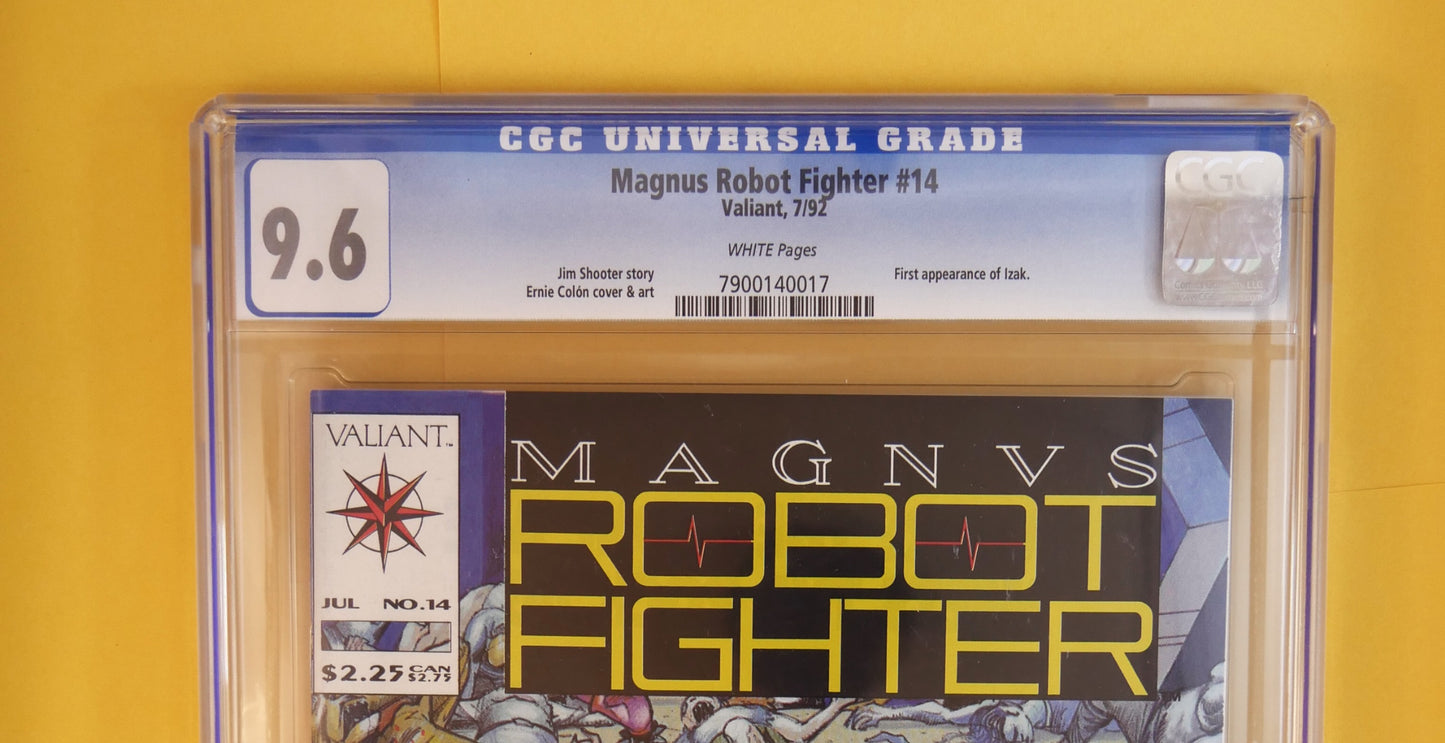 CGC UNIVERSAL GRADE
9.6
Magnus Robot Fighter #14
Valiant, 7/92
WHITE Pages
Jim Shooter story
Ernie Colón cover & art
7900140017
First appearance of Izak.
CGC
VALIANT™
JUL NO.14
$2.25 CAN $2.75
MAGNVS
ROBOT
FIGHTER
TM